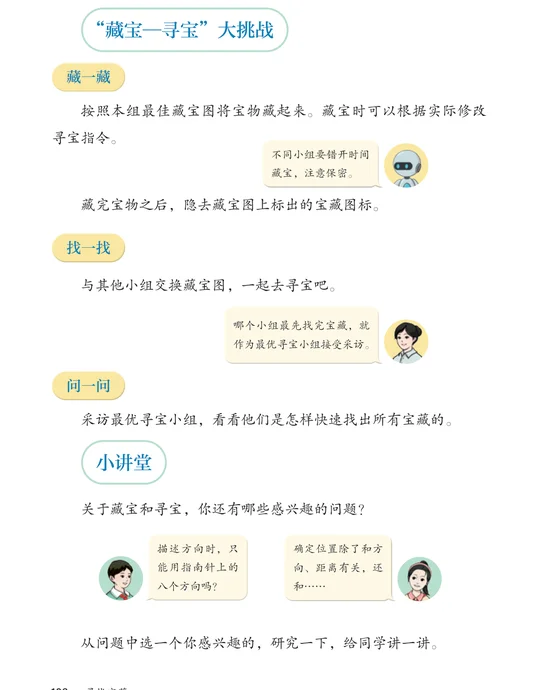 “藏宝—寻宝”大挑战
藏一藏
按照本组最佳藏宝图将宝物藏起来。藏宝时可以根据实际修改
寻宝指令。
不同小组要错开时间
藏宝，注意保密。
藏完宝物之后，隐去藏宝图上标出的宝藏图标。
找一找
与其他小组交换藏宝图，一起去寻宝吧。
哪个小组最先找完宝藏，就
作为最优寻宝小组接受采访。
问一问
采访最优寻宝小组，看看他们是怎样快速找出所有宝藏的。
小讲堂
关于藏宝和寻宝，你还有哪些感兴趣的问题？
描述方向时，只
能用指南针上的
八个方向吗？
确定位置除了和方
向、距离有关，还
和……
从问题中选一个你感兴趣的，研究一下，给同学讲一讲。